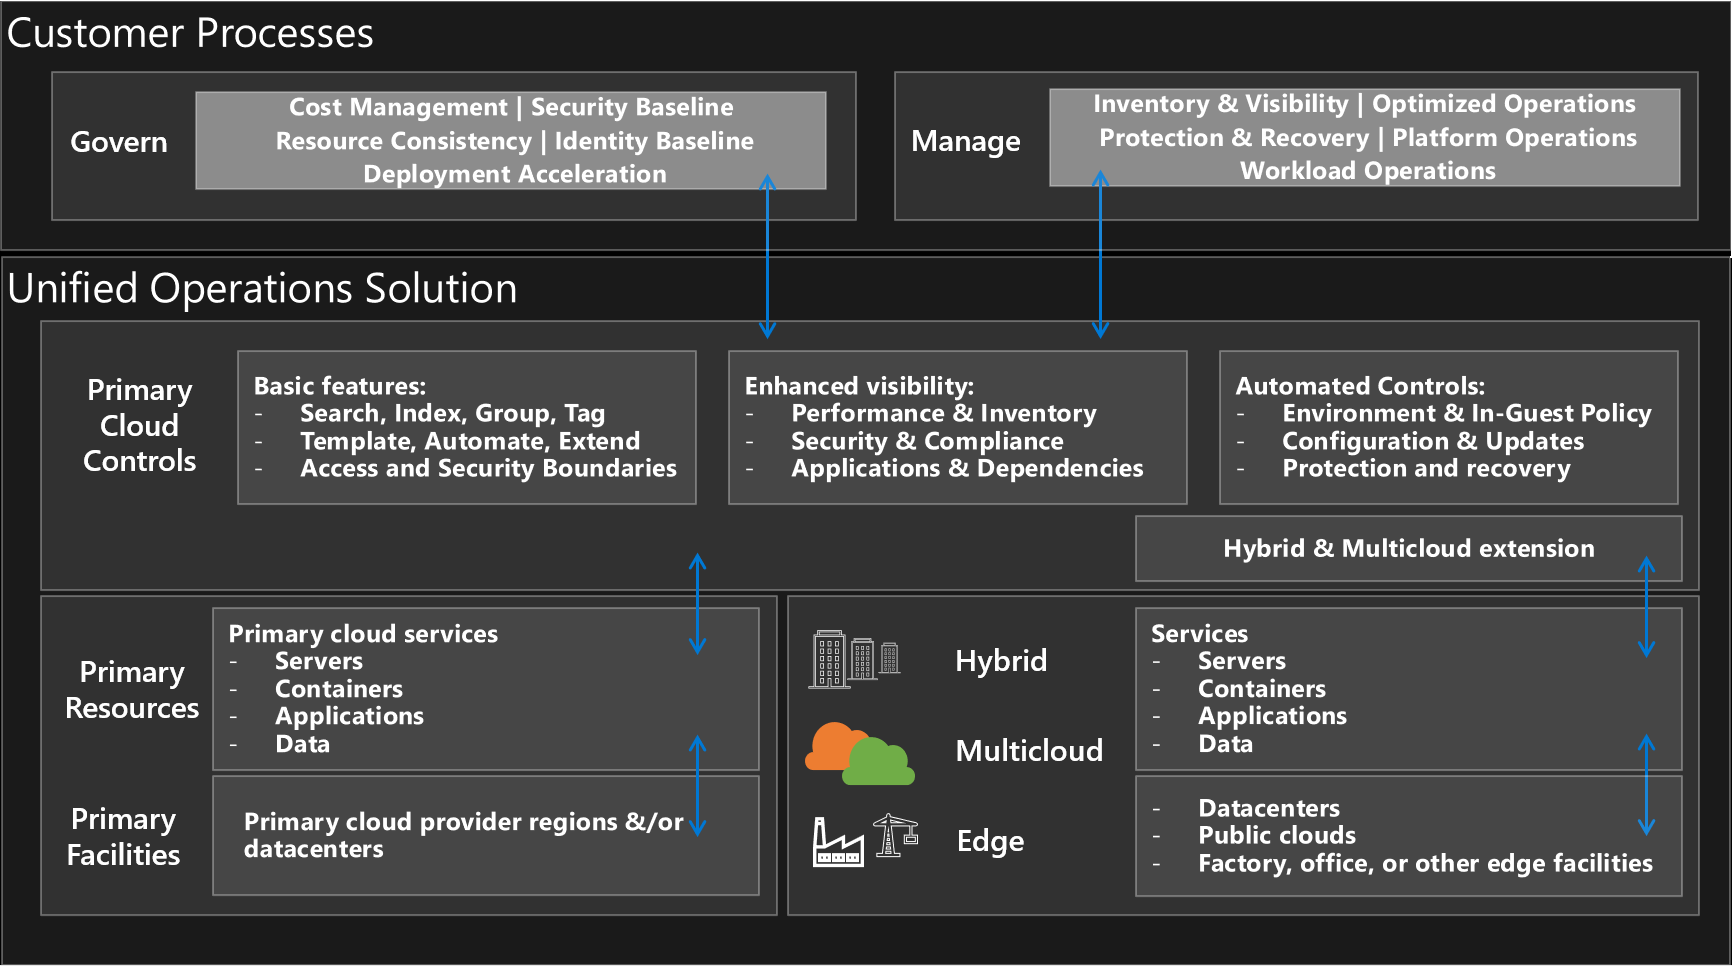 Customer Processes
Govern
Cost Management | Security Baseline
Resource Consistency | Identity Baseline
Deployment Acceleration
Manage
Inventory & Visibility | Optimized Operations
Protection & Recovery | Platform Operations
Workload Operations
Unified Operations Solution
Primary
Cloud
Controls
Basic features:
- Search, Index, Group, Tag
- Template, Automate, Extend
- Access and Security Boundaries
Enhanced visibility:
- Performance & Inventory
- Security & Compliance
- Applications & Dependencies
Automated Controls:
- Environment & In-Guest Policy
- Configuration & Updates
- Protection and recovery
Hybrid & Multicloud extension
Primary
Resources
Primary cloud services
- Servers
- Containers
- Applications
- Data
Primary
Facilities
Primary cloud provider regions &/or
datacenters
Hybrid
Multicloud
Edge
Services
- Servers
- Containers
- Applications
- Data
- Datacenters
- Public clouds
- Factory, office, or other edge facilities